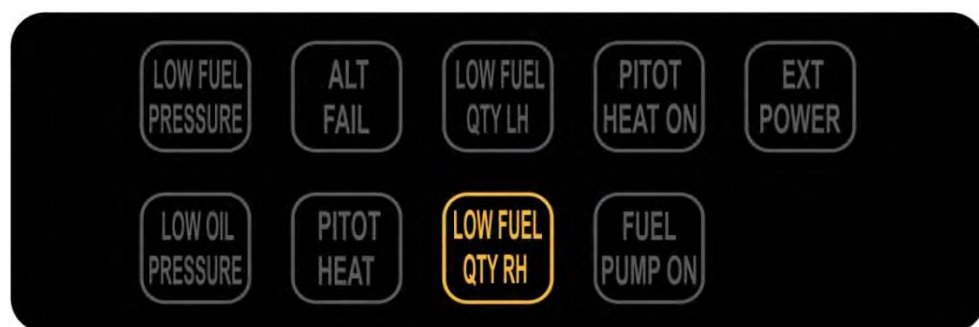 LOW FUEL
PRESSURE
ALT
FAIL
LOW FUEL
QTY LH
PITOT
HEAT ON
EXT
POWER
LOW OIL
PRESSURE
PITOT
HEAT
LOW FUEL
QTY RH
FUEL
PUMP ON